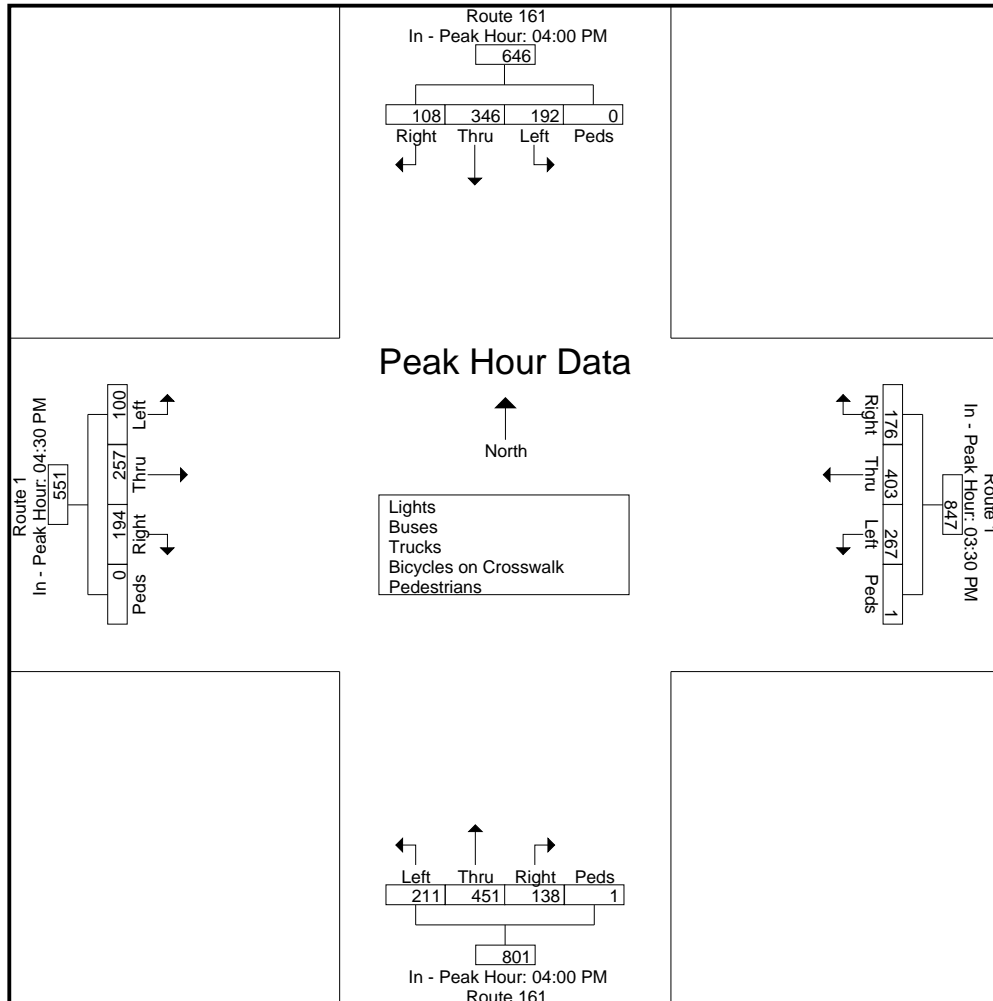 Route 161
In - Peak Hour: 04:00 PM
646
108 346 192 0
Right Thru Left Peds
Peak Hour Data
North
Lights
Buses
Trucks
Bicycles on Crosswalk
Pedestrians
Route 1
In - Peak Hour: 04:30 PM
551
100 257 194 0
Left Thru Right Peds
Route 1
In - Peak Hour: 03:30 PM
847
176 403 267 1
Right Thru Left Peds
Left Thru Right Peds
211 451 138 1
801
In - Peak Hour: 04:00 PM
Route 161